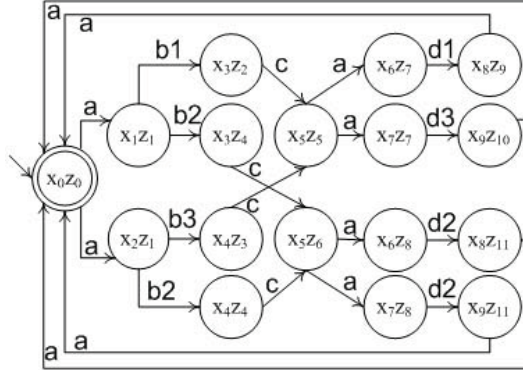 a
a
b1
x₃z₂
c
a
x₆z₇
d1
x₈z₉
a
x₁z₁
b2
x₃z₄
x₅z₅
a
x₇z₇
d3
x₉z₁₀
x₀z₀
c
c
a
x₂z₁
b3
x₄z₃
x₅z₆
a
x₆z₈
d2
x₈z₁₁
b2
x₄z₄
c
a
x₇z₈
d2
x₉z₁₁
a
a